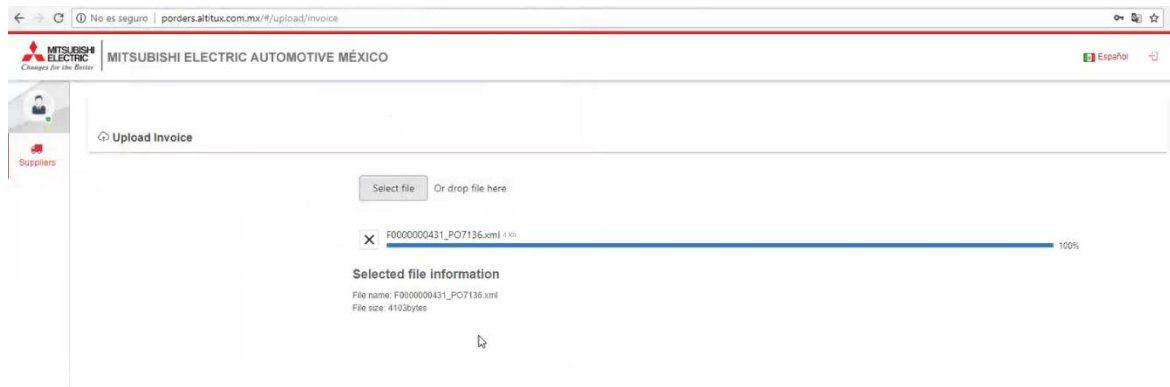 No es seguro | porders.altitux.com.mx/#/upload/invoice
MITSUBISHI ELECTRIC
Changes for the Better
MITSUBISHI ELECTRIC AUTOMOTIVE MÉXICO
Español
Upload Invoice
Suppliers
Select file Or drop file here
F0000000431_PO7136.xml 4 kb
100%
Selected file information
File name: F0000000431_PO7136.xml
File size: 4103bytes